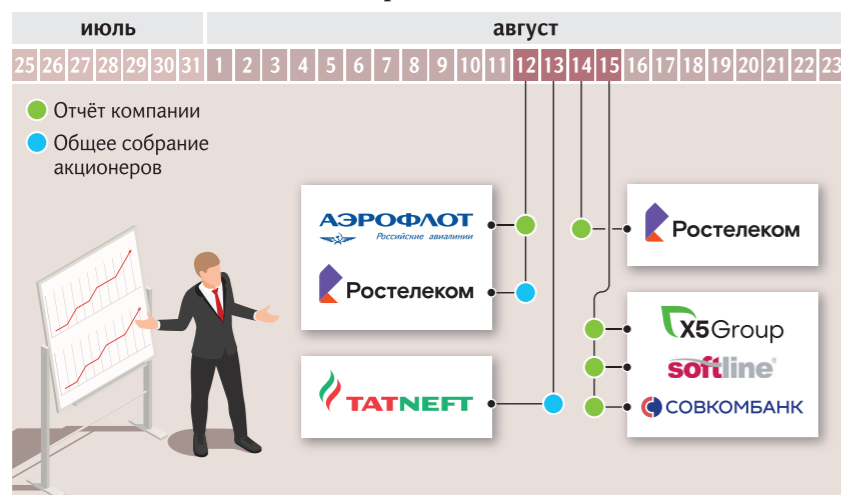 июль август
25 26 27 28 29 30 31 1 2 3 4 5 6 7 8 9 10 11 12 13 14 15 16 17 18 19 20 21 22 23
Отчёт компании
Общее собрание
акционеров
АЭРОФЛОТ
Российские авиалинии
Ростелеком
Ростелеком
X5Group
softline®
TATNEFT
СОВКОМБАНК